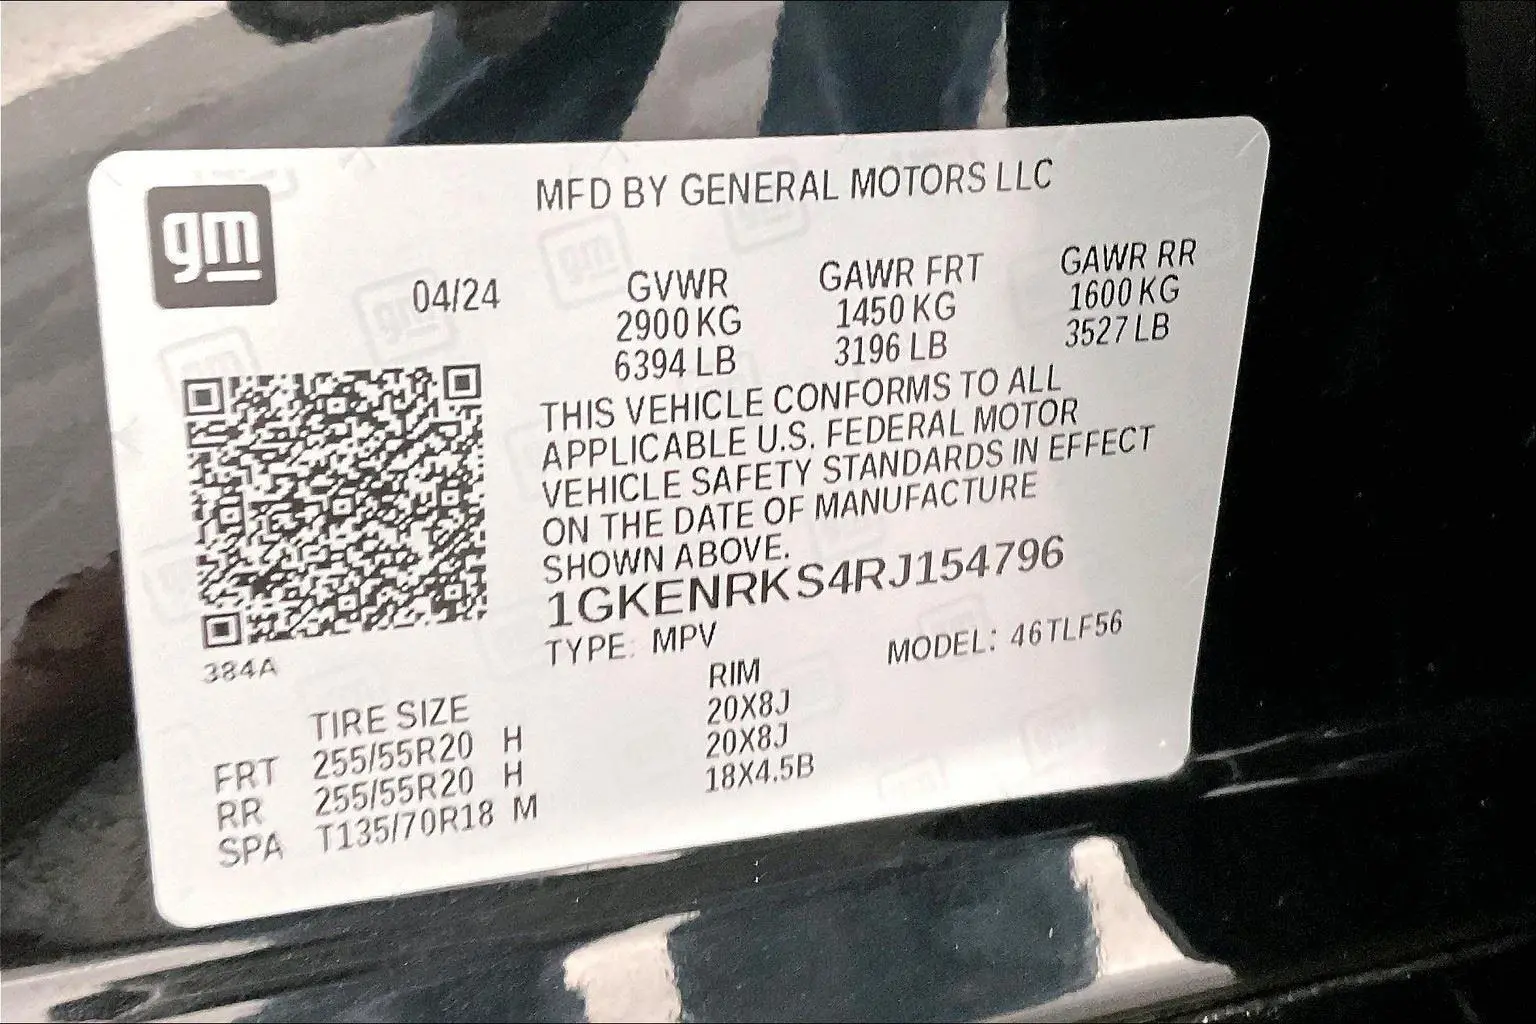 gm
MFD BY GENERAL MOTORS LLC
04/24
GVWR GAWR FRT GAWR RR
2900 KG 1450 KG 1600 KG
6394 LB 3196 LB 3527 LB
THIS VEHICLE CONFORMS TO ALL
APPLICABLE U.S. FEDERAL MOTOR
VEHICLE SAFETY STANDARDS IN EFFECT
ON THE DATE OF MANUFACTURE
SHOWN ABOVE.
1GKENRKS4RJ154796
TYPE: MPV MODEL: 46TLF56
384A
TIRE SIZE RIM
FRT 255/55R20 H 20X8J
RR 255/55R20 H 20X8J
SPA T135/70R18 M 18X4.5B